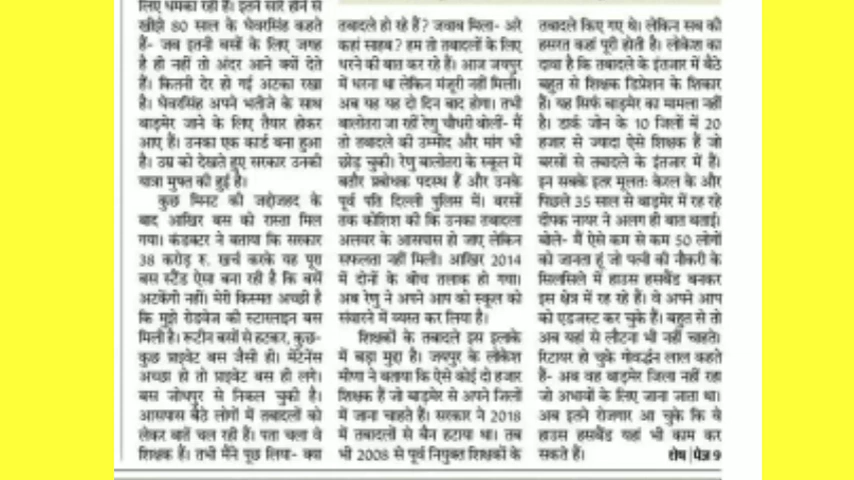 लिए धमका रही हैं। इतने सारे होने से
खीझे 80 साल के घेवरसिंह कहते
हैं- जब इतनी बसों के लिए जगह
है ही नहीं तो अंदर आने क्यों देते
हैं। कितनी देर हो गई अटका रखा
है। घेवरसिंह अपने भतीजे के साथ
बाड़मेर जाने के लिए तैयार होकर
आए हैं। उनका एक कार्ड बना हुआ
है। उम्र को देखते हुए सरकार उनकी
यात्रा मुफ्त की हुई है।
कुछ मिनट की जद्दोजहद के
बाद आखिर बस को रास्ता मिल
गया। कंडक्टर ने बताया कि सरकार
38 करोड़ रु. खर्च करके यह पूरा
बस स्टैंड ऐसा बना रही है कि बसें
अटकेंगी नहीं। मेरी किस्मत अच्छी है
कि मुझे रोडवेज की स्टारलाइन बस
मिली है। रूटीन बसों से हटकर, कुछ-
कुछ प्राइवेट बस जैसी ही। मेंटेनेंस
अच्छा हो तो प्राइवेट बस ही लगे।
बस जोधपुर से निकल चुकी है।
आसपास बैठे लोगों में तबादलों को
लेकर बातें चल रही हैं। पता चला वे
शिक्षक हैं। तभी मैंने पूछ लिया- क्या
तबादले हो रहे हैं? जवाब मिला- अरे
कहां साहब? हम तो तबादलों के लिए
धरने की बात कर रहे हैं। आज जयपुर
में धरना था लेकिन मंजूरी नहीं मिली।
अब यह यह दो दिन बाद होगा। तभी
बालोतरा जा रहीं रेणु चौधरी बोलीं- मैं
तो तबादले की उम्मीद और मांग भी
छोड़ चुकी। रेणु बालोतरा के स्कूल में
बतौर प्रबोधक पदस्थ हैं और उनके
पूर्व पति दिल्ली पुलिस में। बरसों
तक कोशिश की कि उनका तबादला
अलवर के आसपास हो जाए लेकिन
सफलता नहीं मिली। आखिर 2014
में दोनों के बीच तलाक हो गया।
अब रेणु ने अपने आप को स्कूल को
संवारने में व्यस्त कर लिया है।
शिक्षकों के तबादले इस इलाके
में बड़ा मुद्दा है। जयपुर के लोकेश
मीणा ने बताया कि ऐसे कोई दो हजार
शिक्षक हैं जो बाड़मेर से अपने जिलों
में जाना चाहते हैं। सरकार ने 2018
में तबादलों से बैन हटाया था। तब
भी 2008 से पूर्व नियुक्त शिक्षकों के
तबादले किए गए थे। लेकिन सब की
हसरत कहां पूरी होती है। लोकेश का
दावा है कि तबादले के इंतजार में बैठे
बहुत से शिक्षक डिप्रेशन के शिकार
हैं। यह सिर्फ बाड़मेर का मामला नहीं
है। डार्क जोन के 10 जिलों में 20
हजार से ज्यादा ऐसे शिक्षक हैं जो
बरसों से तबादले के इंतजार में हैं।
इन सबके इतर मूलत: केरल के और
पिछले 35 साल से बाड़मेर में रह रहे
दीपक नायर ने अलग ही बात बताई।
बोले- मैं ऐसे कम से कम 50 लोगों
को जानता हूं जो पत्नी की नौकरी के
सिलसिले में हाउस हसबैंड बनकर
इस क्षेत्र में रह रहे हैं। वे अपने आप
को एडजस्ट कर चुके हैं। बहुत से तो
अब यहां से लौटना भी नहीं चाहते।
रिटायर हो चुके गोवर्द्धन लाल कहते
हैं- अब वह बाड़मेर जिला नहीं रहा
जो अभावों के लिए जाना जाता था।
अब इतने रोजगार आ चुके कि ये
हाउस हसबैंड यहां भी काम कर
सकते हैं।
शेष | पेज 9